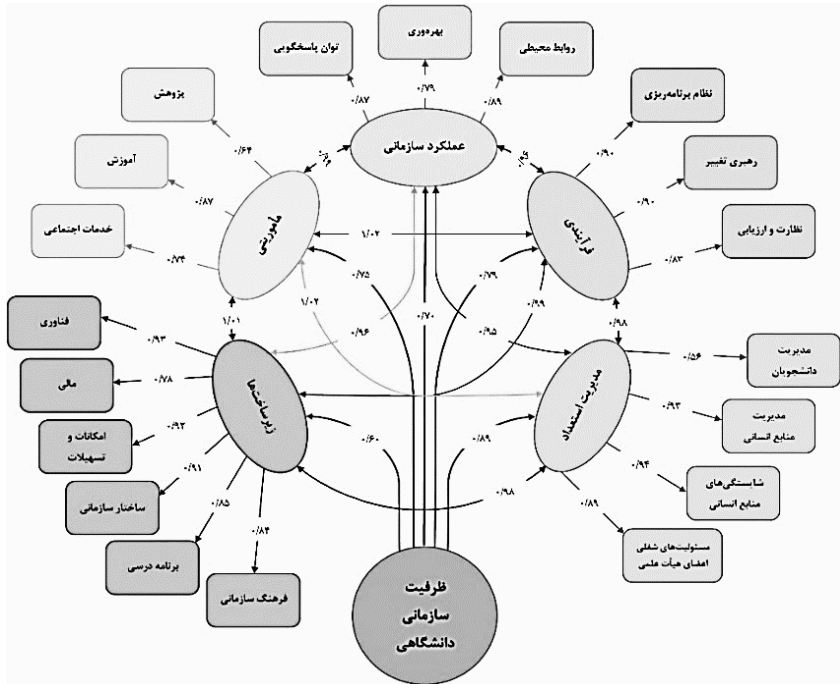 بهره‌وری
توان پاسخگویی
روابط محیطی
۰/۸۷
۰/۷۹
۰/۸۹
پژوهش
نظام برنامه‌ریزی
عملکرد سازمانی
۰/۶۴
۰/۹۰
۰/۹۶
آموزش
رهبری تغییر
۰/۸۷
مأموریتی
فرآیندی
۰/۹۰
خدمات اجتماعی
نظارت و ارزیابی
۰/۷۴
۱/۰۲
۰/۸۳
۰/۷۵
۰/۷۹
۱/۰۲
۰/۹۹
۱/۰۱
۰/۹۶
۰/۷۰
۰/۹۵
۰/۹۸
فناوری
۰/۹۳
۰/۵۶
مدیریت
دانشجویان
مالی
۰/۷۸
زیرساخت‌ها
مدیریت استعداد
امکانات و
تسهیلات
۰/۹۲
۰/۹۳
مدیریت
منابع انسانی
۰/۶۰
۰/۸۹
ساختار سازمانی
۰/۹۱
۰/۹۴
شایستگی‌های
منابع انسانی
۰/۹۸
برنامه درسی
۰/۸۵
۰/۸۴
۰/۸۹
مسئولیت‌های شغلی
اعضای هیأت علمی
فرهنگ سازمانی
ظرفیت
سازمانی
دانشگاهی